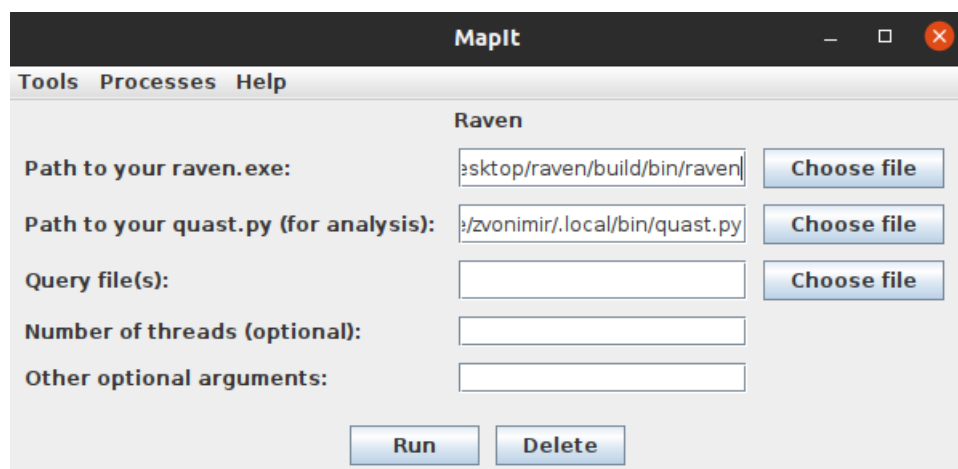 MapIt
Tools Processes Help
Raven
Path to your raven.exe: esktop/raven/build/bin/raven Choose file
Path to your quast.py (for analysis): e/zvonimir/.local/bin/quast.py Choose file
Query file(s): Choose file
Number of threads (optional):
Other optional arguments:
Run Delete